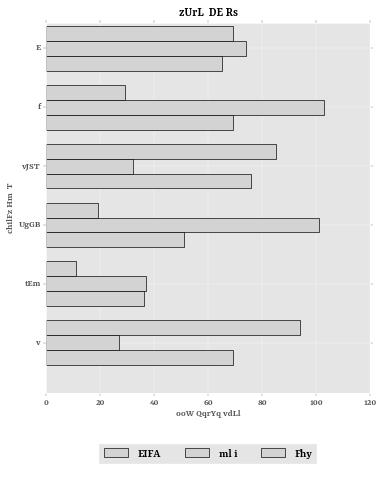 zUrL DE Rs
E
f
vJST
UgGB
tEm
v
chilFz Hm T
0 20 40 60 80 100 120
ooW QqrYq vdLl
EIFA ml i Fhy